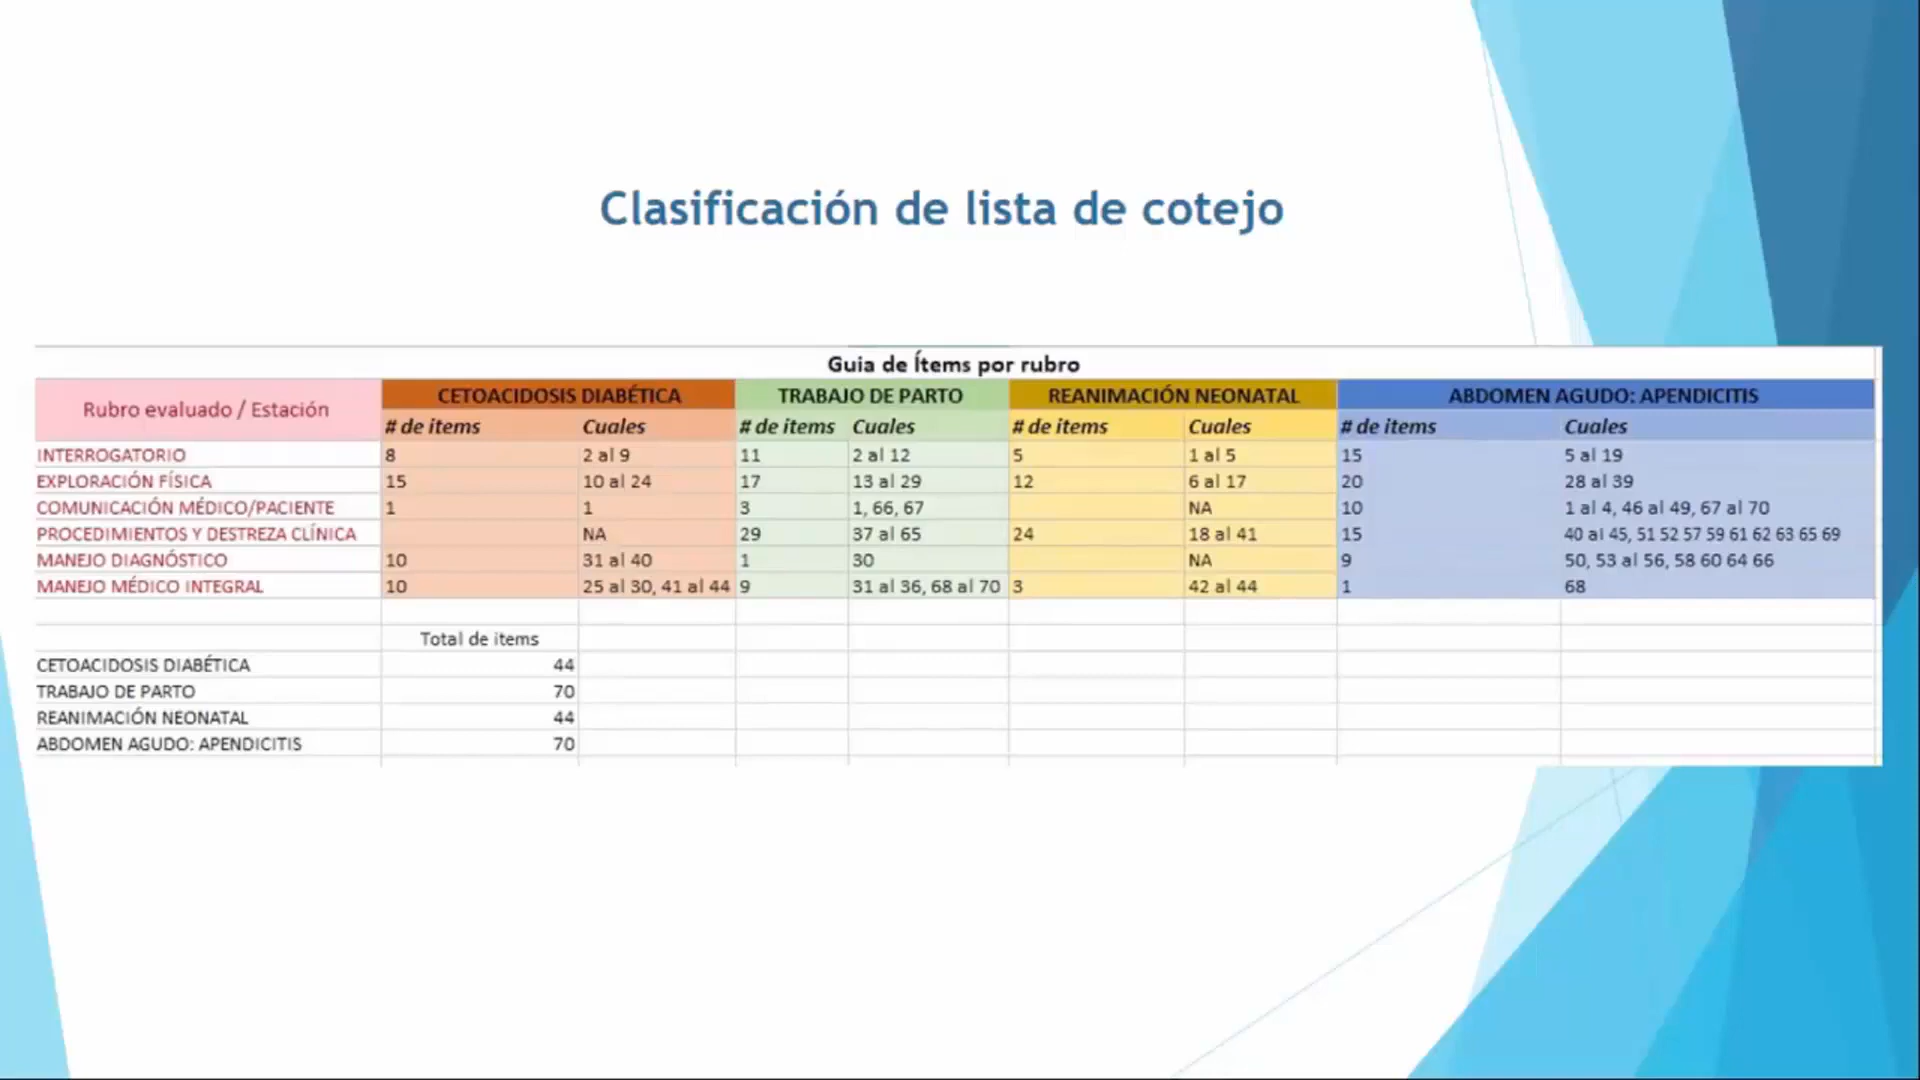 Clasificación de lista de cotejo
Guia de Ítems por rubro
Rubro evaluado / Estación CETOACIDOSIS DIABÉTICA TRABAJO DE PARTO REANIMACIÓN NEONATAL ABDOMEN AGUDO: APENDICITIS
# de items Cuales # de items Cuales # de items Cuales # de items Cuales
INTERROGATORIO 8 2 al 9 11 2 al 12 5 1 al 5 15 5 al 19
EXPLORACIÓN FÍSICA 15 10 al 24 17 13 al 29 12 6 al 17 20 28 al 39
COMUNICACIÓN MÉDICO/PACIENTE 1 1 3 1, 66, 67 NA 10 1 al 4, 46 al 49, 67 al 70
PROCEDIMIENTOS Y DESTREZA CLÍNICA NA 29 37 al 65 24 18 al 41 15 40 al 45, 51 52 57 59 61 62 63 65 69
MANEJO DIAGNÓSTICO 10 31 al 40 1 30 NA 9 50, 53 al 56, 58 60 64 66
MANEJO MÉDICO INTEGRAL 10 25 al 30, 41 al 44 9 31 al 36, 68 al 70 3 42 al 44 1 68
Total de items
CETOACIDOSIS DIABÉTICA 44
TRABAJO DE PARTO 70
REANIMACIÓN NEONATAL 44
ABDOMEN AGUDO: APENDICITIS 70